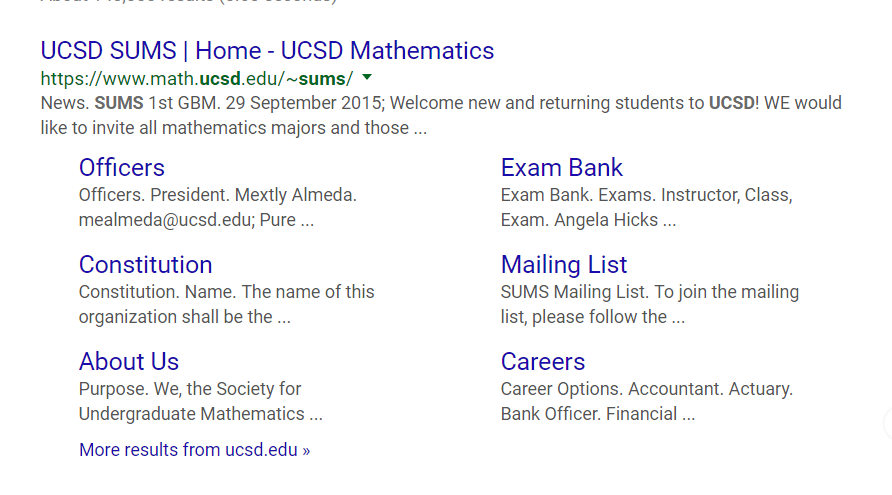 UCSD SUMS | Home - UCSD Mathematics
https://www.math.ucsd.edu/~sums/
News. SUMS 1st GBM. 29 September 2015; Welcome new and returning students to UCSD! WE would
like to invite all mathematics majors and those ...
Officers
Officers. President. Mextly Almeda.
mealmeda@ucsd.edu; Pure ...
Exam Bank
Exam Bank. Exams. Instructor, Class,
Exam. Angela Hicks ...
Constitution
Constitution. Name. The name of this
organization shall be the ...
Mailing List
SUMS Mailing List. To join the mailing
list, please follow the ...
About Us
Purpose. We, the Society for
Undergraduate Mathematics ...
Careers
Career Options. Accountant. Actuary.
Bank Officer. Financial ...
More results from ucsd.edu »